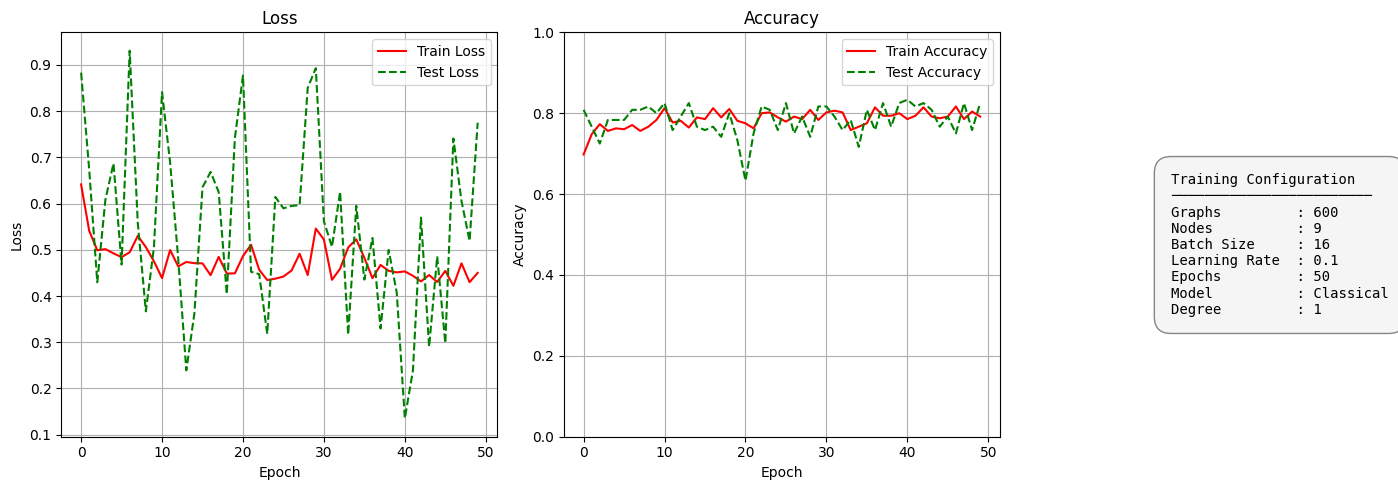 Loss
Train Loss
Test Loss
0.9
0.8
0.7
0.6
0.5
0.4
0.3
0.2
0.1
0 10 20 30 40 50
Epoch
Loss
Accuracy
Train Accuracy
Test Accuracy
1.0
0.8
0.6
0.4
0.2
0.0
0 10 20 30 40 50
Epoch
Accuracy
Training Configuration
Graphs : 600
Nodes : 9
Batch Size : 16
Learning Rate : 0.1
Epochs : 50
Model : Classical
Degree : 1